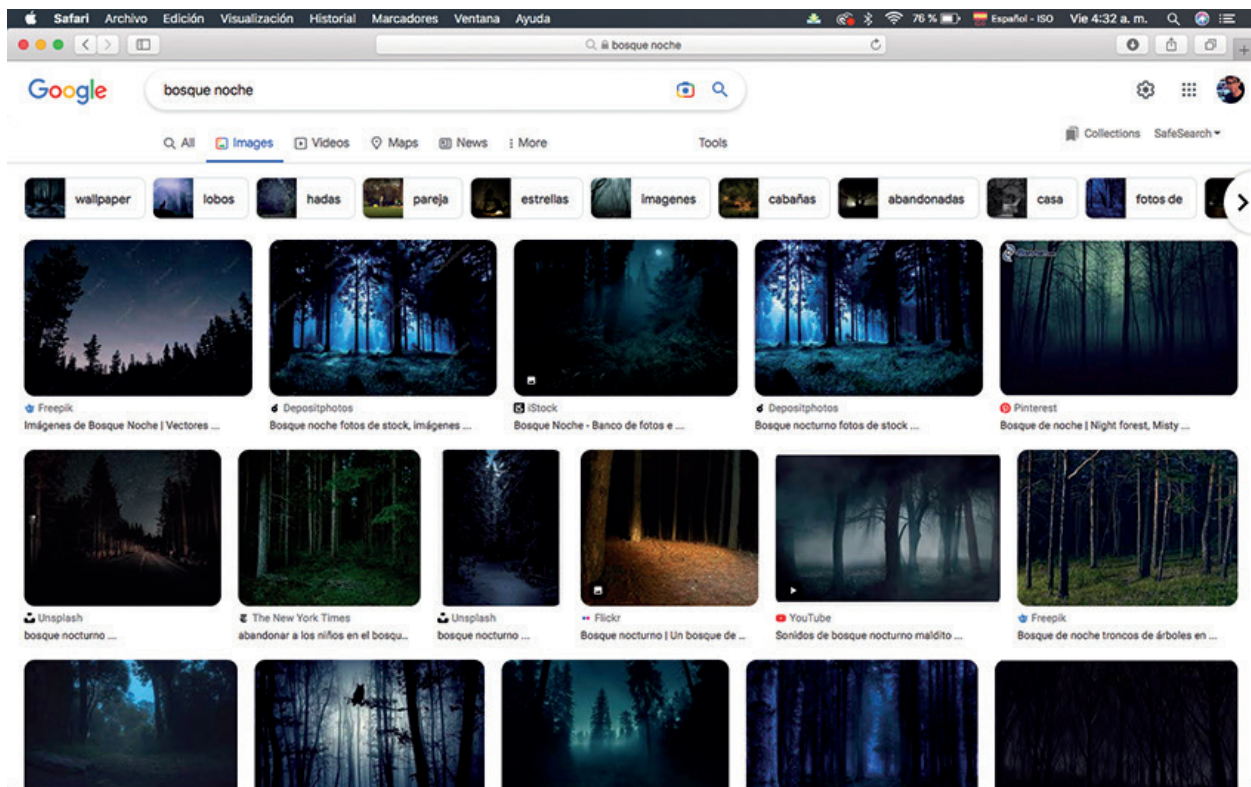 Safari Archivo Edición Visualización Historial Marcadores Ventana Ayuda 76 % Español - ISO Vie 4:32 a. m.
bosque noche
Google bosque noche
All Images Videos Maps News More Tools Collections SafeSearch
wallpaper lobos hadas pareja estrellas imagenes cabañas abandonadas casa fotos de
Freepik Depositphotos iStock Depositphotos Pinterest
Imágenes de Bosque Noche | Vectores ... Bosque noche fotos de stock, imágenes ... Bosque Noche - Banco de fotos e ... Bosque nocturno fotos de stock ... Bosque de noche | Night forest, Misty ...
Unsplash The New York Times Unsplash Flickr YouTube Freepik
bosque nocturno ... abandonar a los niños en el bosqu... bosque nocturno ... Bosque nocturno | Un bosque de ... Sonidos de bosque nocturno maldito ... Bosque de noche troncos de árboles en ...